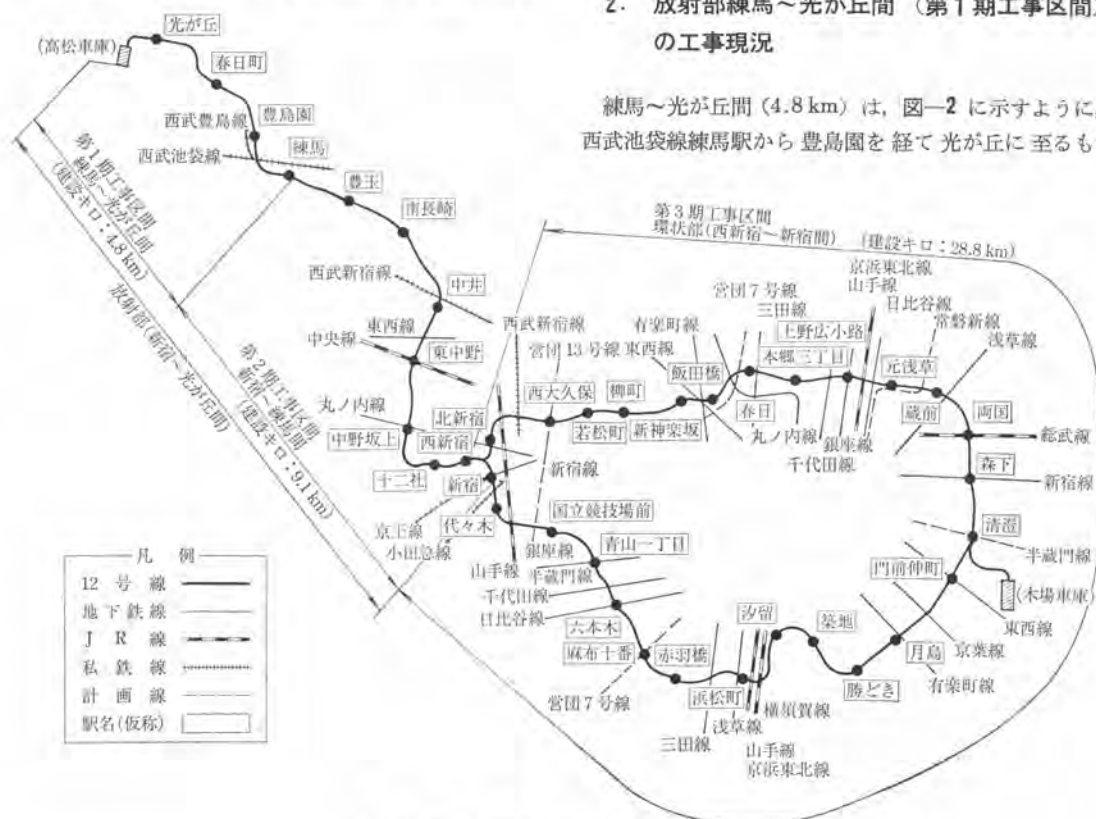 2. 放射部練馬〜光が丘間（第1期工事区間）
の工事現況
練馬〜光が丘間（4.8 km）は，図—2 に示すように，
西武池袋線練馬駅から 豊島園を 経て 光が丘に 至るも
光が丘
(高松車庫)
春日町
豊島園
西武豊島線
練馬
西武池袋線
豊玉
南長崎
西武新宿線
中井
東西線
中央線
東中野
丸ノ内線
中野坂上
北新宿
西新宿
十二社
新宿
京王線
小田急線
代々木
第1期工事区間
練馬〜光が丘間
(建設キロ：4.8 km)
放射部(新宿〜光が丘間)
第2期工事区間
新宿〜練馬間
(建設キロ：9.1 km)
第3期工事区間
環状部(西新宿〜新宿間)　(建設キロ：28.8 km)
西武新宿線
営団13号線
東西線
有楽町線
営団7号線
三田線
京浜東北線
山手線
日比谷線
常磐新線
浅草線
西大久保
若松町
柳町
新神楽坂
飯田橋
春日
本郷三丁目
上野広小路
元浅草
蔵前
両国
丸ノ内線
千代田線
銀座線
総武線
森下
新宿線
清澄
半蔵門線
(木場車庫)
門前仲町
東西線
月島
京葉線
有楽町線
勝どき
築地
汐留
浜松町
横須賀線
浅草線
山手線
京浜東北線
三田線
赤羽橋
麻布十番
営団7号線
六本木
日比谷線
千代田線
半蔵門線
銀座線
青山一丁目
国立競技場前
山手線
新宿線
凡　例
12 号 線
地下鉄線
J R 線
私鉄線
計画線
駅名(仮称)